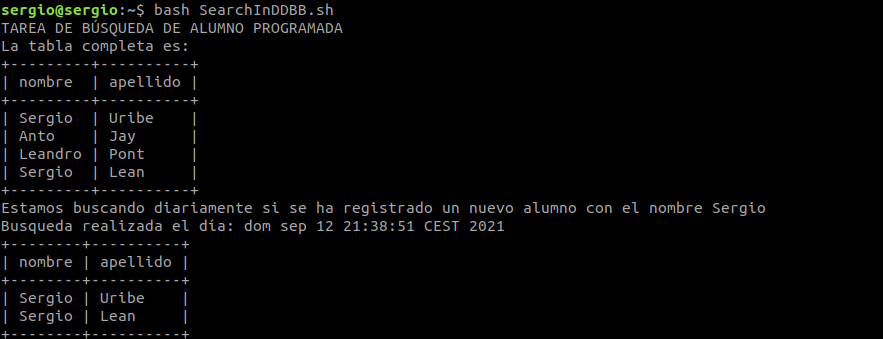 sergio@sergio:~$ bash SearchInDDBB.sh
TAREA DE BÚSQUEDA DE ALUMNO PROGRAMADA
La tabla completa es:
+---------+----------+
| nombre  | apellido |
+---------+----------+
| Sergio  | Uribe    |
| Anto    | Jay      |
| Leandro | Pont     |
| Sergio  | Lean     |
+---------+----------+
Estamos buscando diariamente si se ha registrado un nuevo alumno con el nombre Sergio
Busqueda realizada el día: dom sep 12 21:38:51 CEST 2021
+--------+----------+
| nombre | apellido |
+--------+----------+
| Sergio | Uribe    |
| Sergio | Lean     |
+--------+----------+